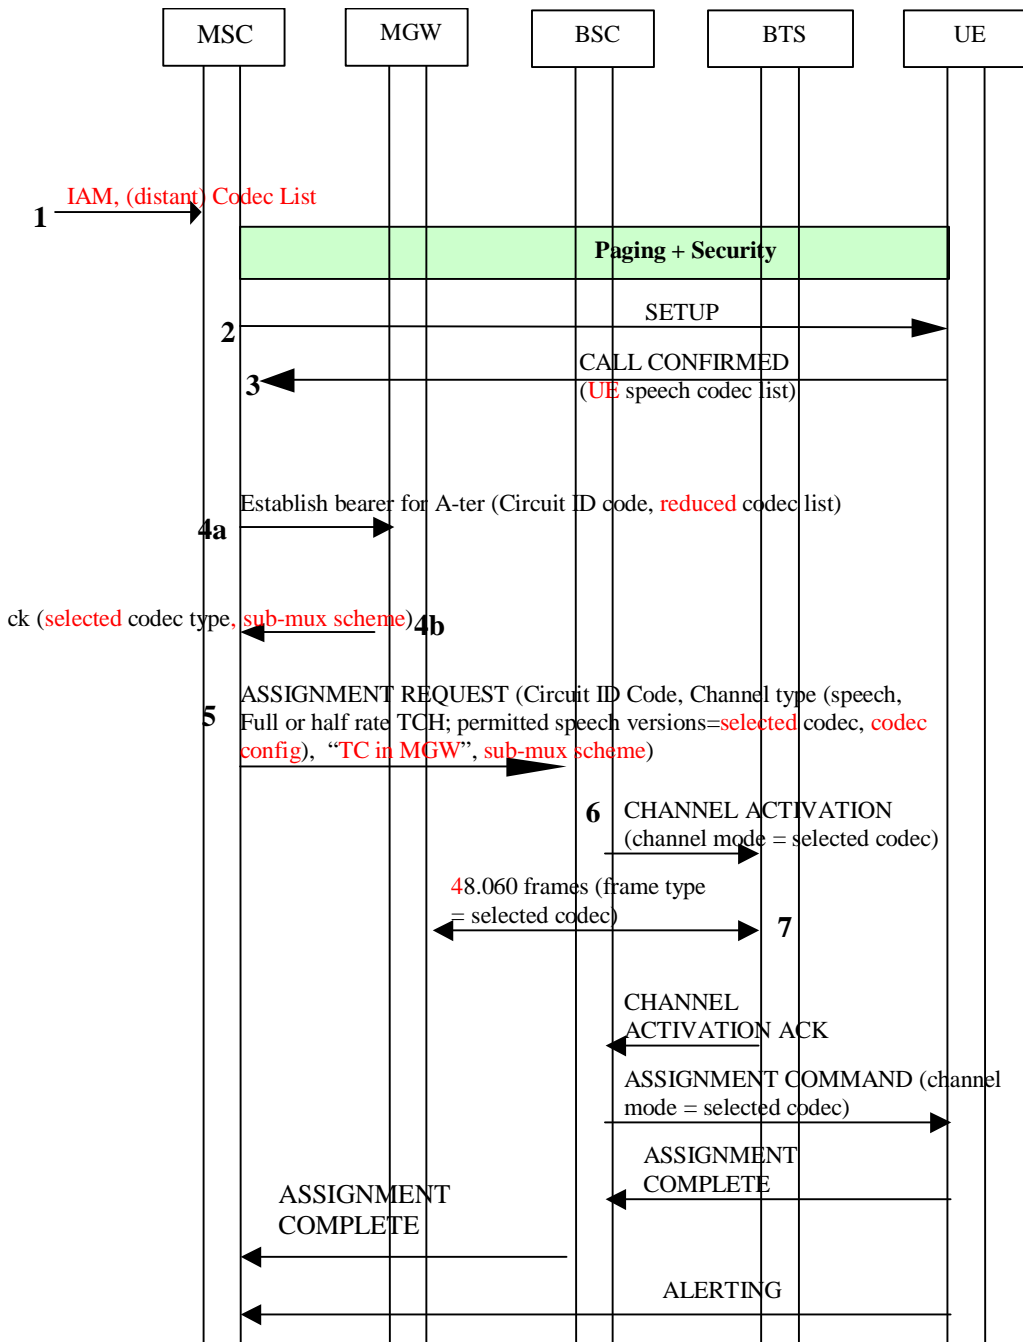 MSC
MGW
BSC
BTS
UE
IAM, (distant) Codec List
1
Paging + Security
SETUP
2
CALL CONFIRMED
3
(UE speech codec list)
Establish bearer for A-ter (Circuit ID code, reduced codec list)
4a
ck (selected codec type, sub-mux scheme)
4b
ASSIGNMENT REQUEST (Circuit ID Code, Channel type (speech,
5
Full or half rate TCH; permitted speech versions=selected codec, codec
config), “TC in MGW”, sub-mux scheme)
6
CHANNEL ACTIVATION
(channel mode = selected codec)
48.060 frames (frame type
= selected codec)
7
CHANNEL
ACTIVATION ACK
ASSIGNMENT COMMAND (channel
mode = selected codec)
ASSIGNMENT
COMPLETE
ASSIGNMENT
COMPLETE
ALERTING